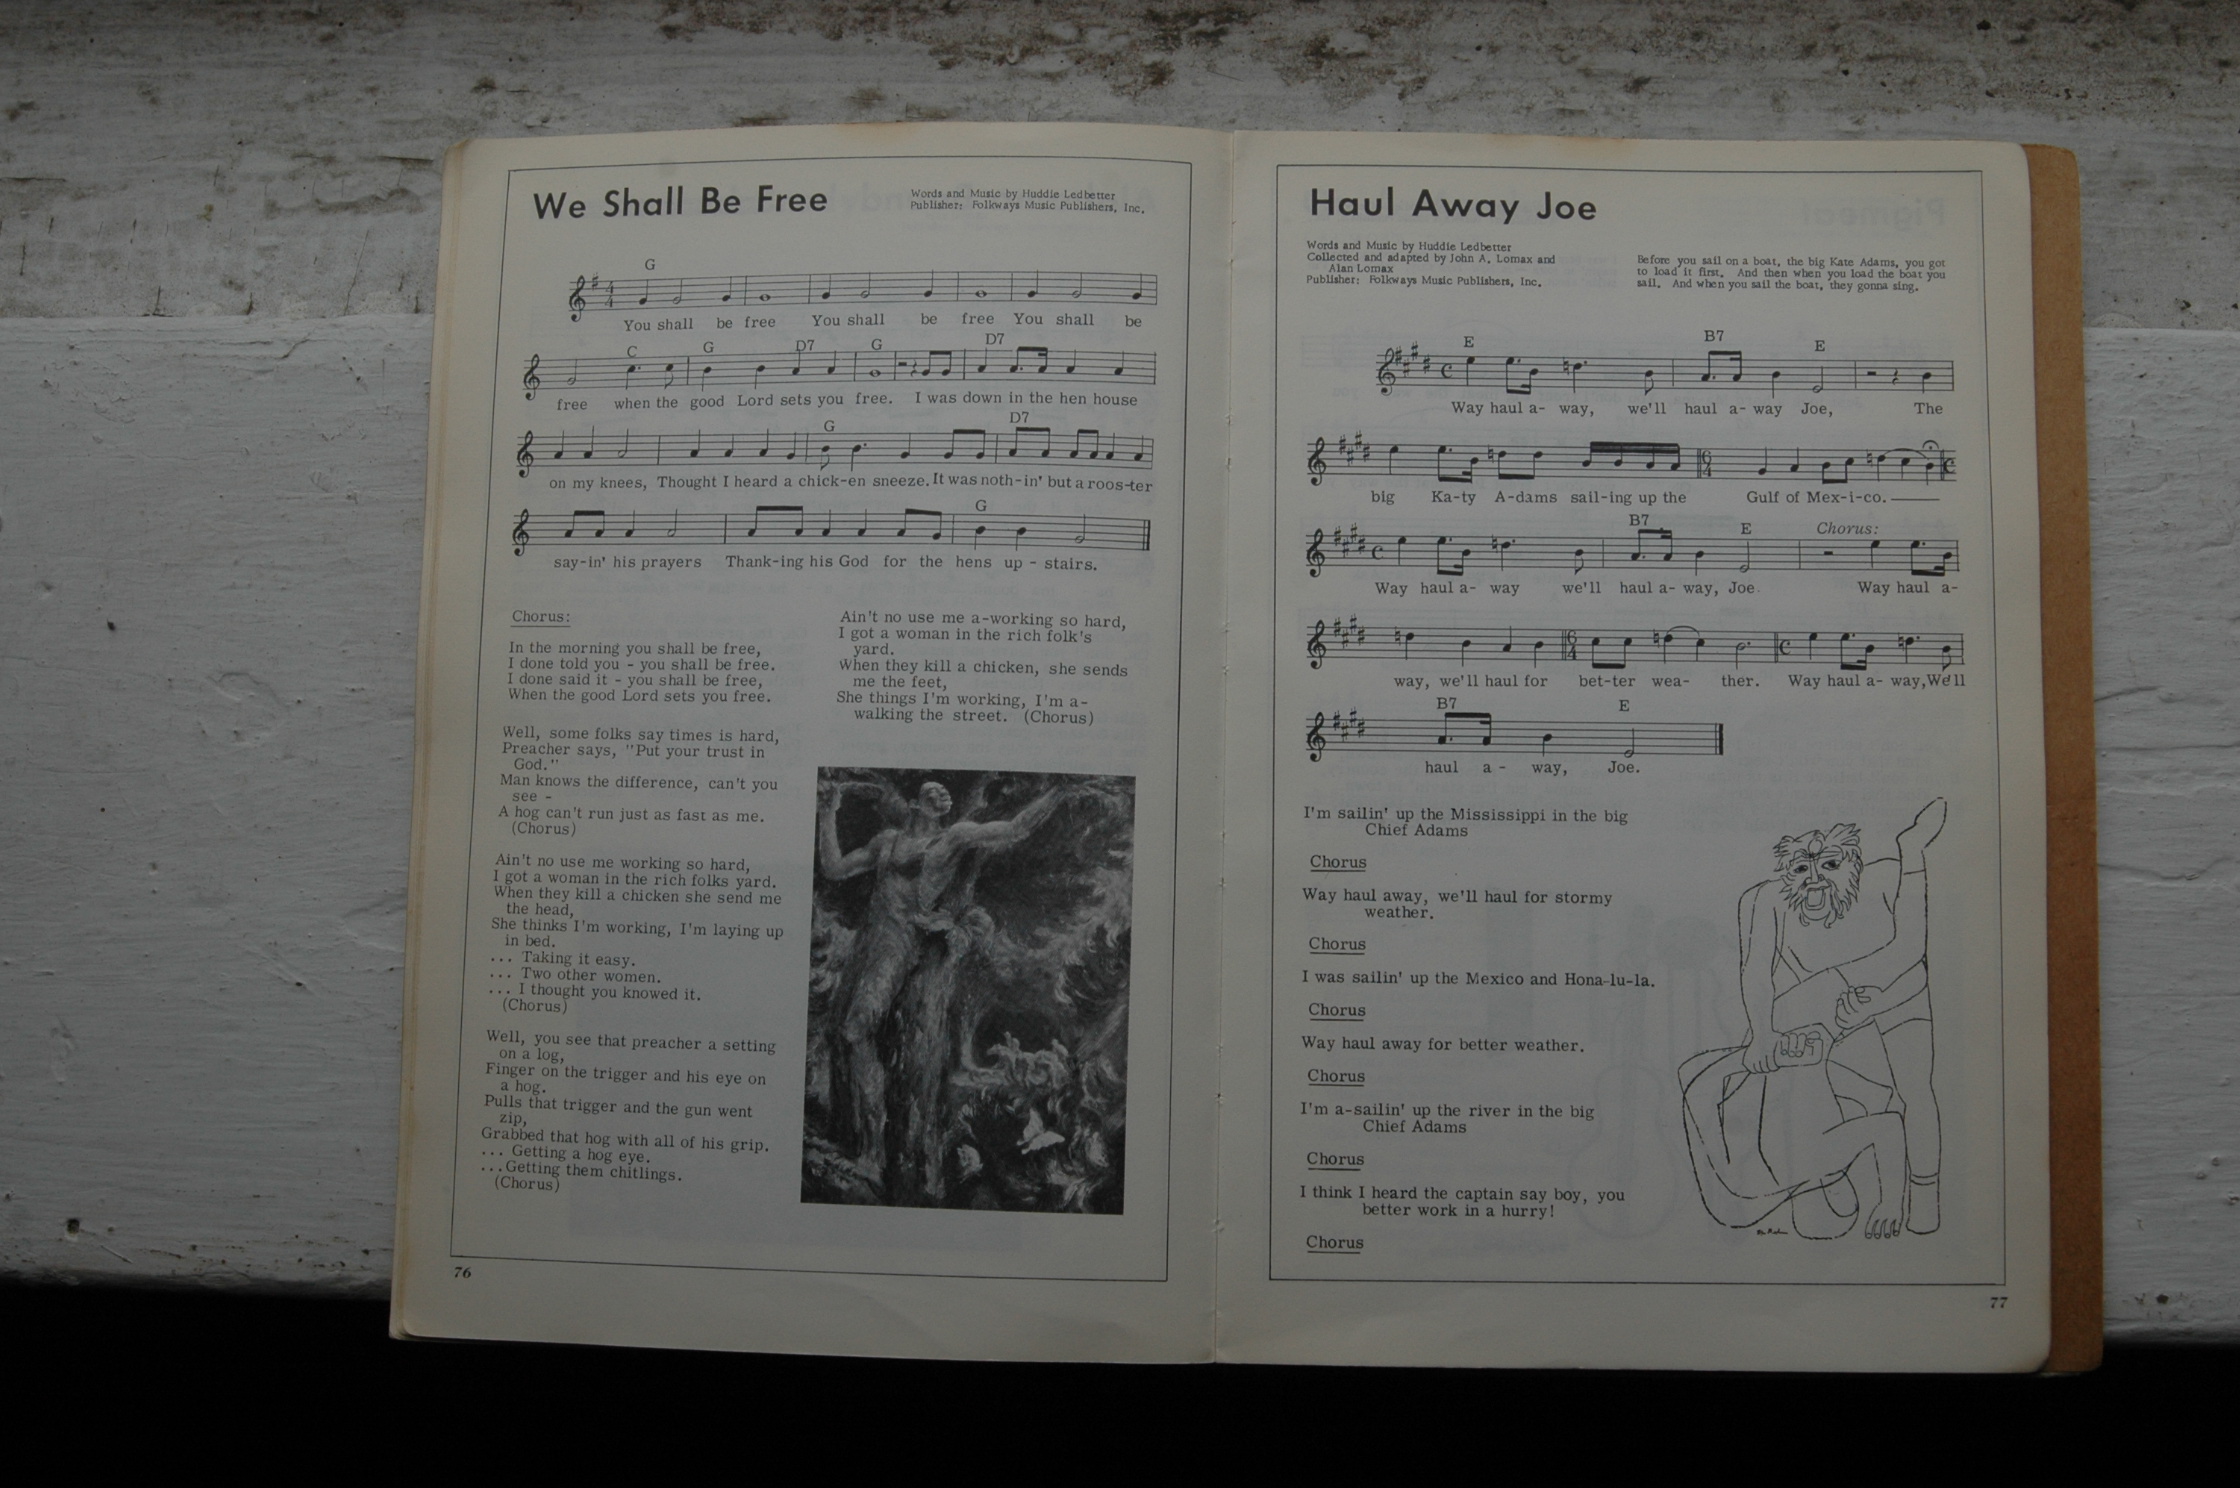 We Shall Be Free
Words and Music by Huddie Ledbetter
Publisher: Folkways Music Publishers, Inc.
G
4
4
You shall be free You shall be free You shall be
C G D7 G D7
free when the good Lord sets you free. I was down in the hen house
G D7
on my knees, Thought I heard a chick-en sneeze. It was noth-in' but a roos-ter
G
say-in' his prayers Thank-ing his God for the hens up - stairs.
Chorus:
In the morning you shall be free,
I done told you - you shall be free.
I done said it - you shall be free,
When the good Lord sets you free.
Well, some folks say times is hard,
Preacher says, "Put your trust in
God."
Man knows the difference, can't you
see -
A hog can't run just as fast as me.
(Chorus)
Ain't no use me working so hard,
I got a woman in the rich folks yard.
When they kill a chicken she send me
the head,
She thinks I'm working, I'm laying up
in bed.
... Taking it easy.
... Two other women.
... I thought you knowed it.
(Chorus)
Well, you see that preacher a setting
on a log,
Finger on the trigger and his eye on
a hog.
Pulls that trigger and the gun went
zip,
Grabbed that hog with all of his grip.
... Getting a hog eye.
...Getting them chitlings.
(Chorus)
Ain't no use me a-working so hard,
I got a woman in the rich folk's
yard.
When they kill a chicken, she sends
me the feet,
She things I'm working, I'm a-
walking the street. (Chorus)
76
Haul Away Joe
Words and Music by Huddie Ledbetter
Collected and adapted by John A. Lomax and
Alan Lomax
Publisher: Folkways Music Publishers, Inc.
Before you sail on a boat, the big Kate Adams, you got
to load it first. And then when you load the boat you
sail. And when you sail the boat, they gonna sing.
E B7 E
Way haul a- way, we'll haul a- way Joe, The
6
4
big Ka-ty A-dams sail-ing up the Gulf of Mex-i-co.
B7 E Chorus:
Way haul a- way we'll haul a- way, Joe. Way haul a-
6
4
way, we'll haul for bet-ter wea- ther. Way haul a- way, We'll
B7 E
haul a - way, Joe.
I'm sailin' up the Mississippi in the big
Chief Adams
Chorus
Way haul away, we'll haul for stormy
weather.
Chorus
I was sailin' up the Mexico and Hona-lu-la.
Chorus
Way haul away for better weather.
Chorus
I'm a-sailin' up the river in the big
Chief Adams
Chorus
I think I heard the captain say boy, you
better work in a hurry!
Chorus
77